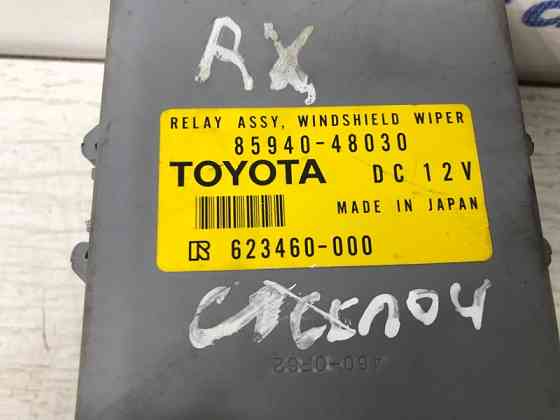 RX
RELAY ASSY, WINDSHIELD WIPER
85940-48030
TOYOTA DC 12V
MADE IN JAPAN
R 623460-000